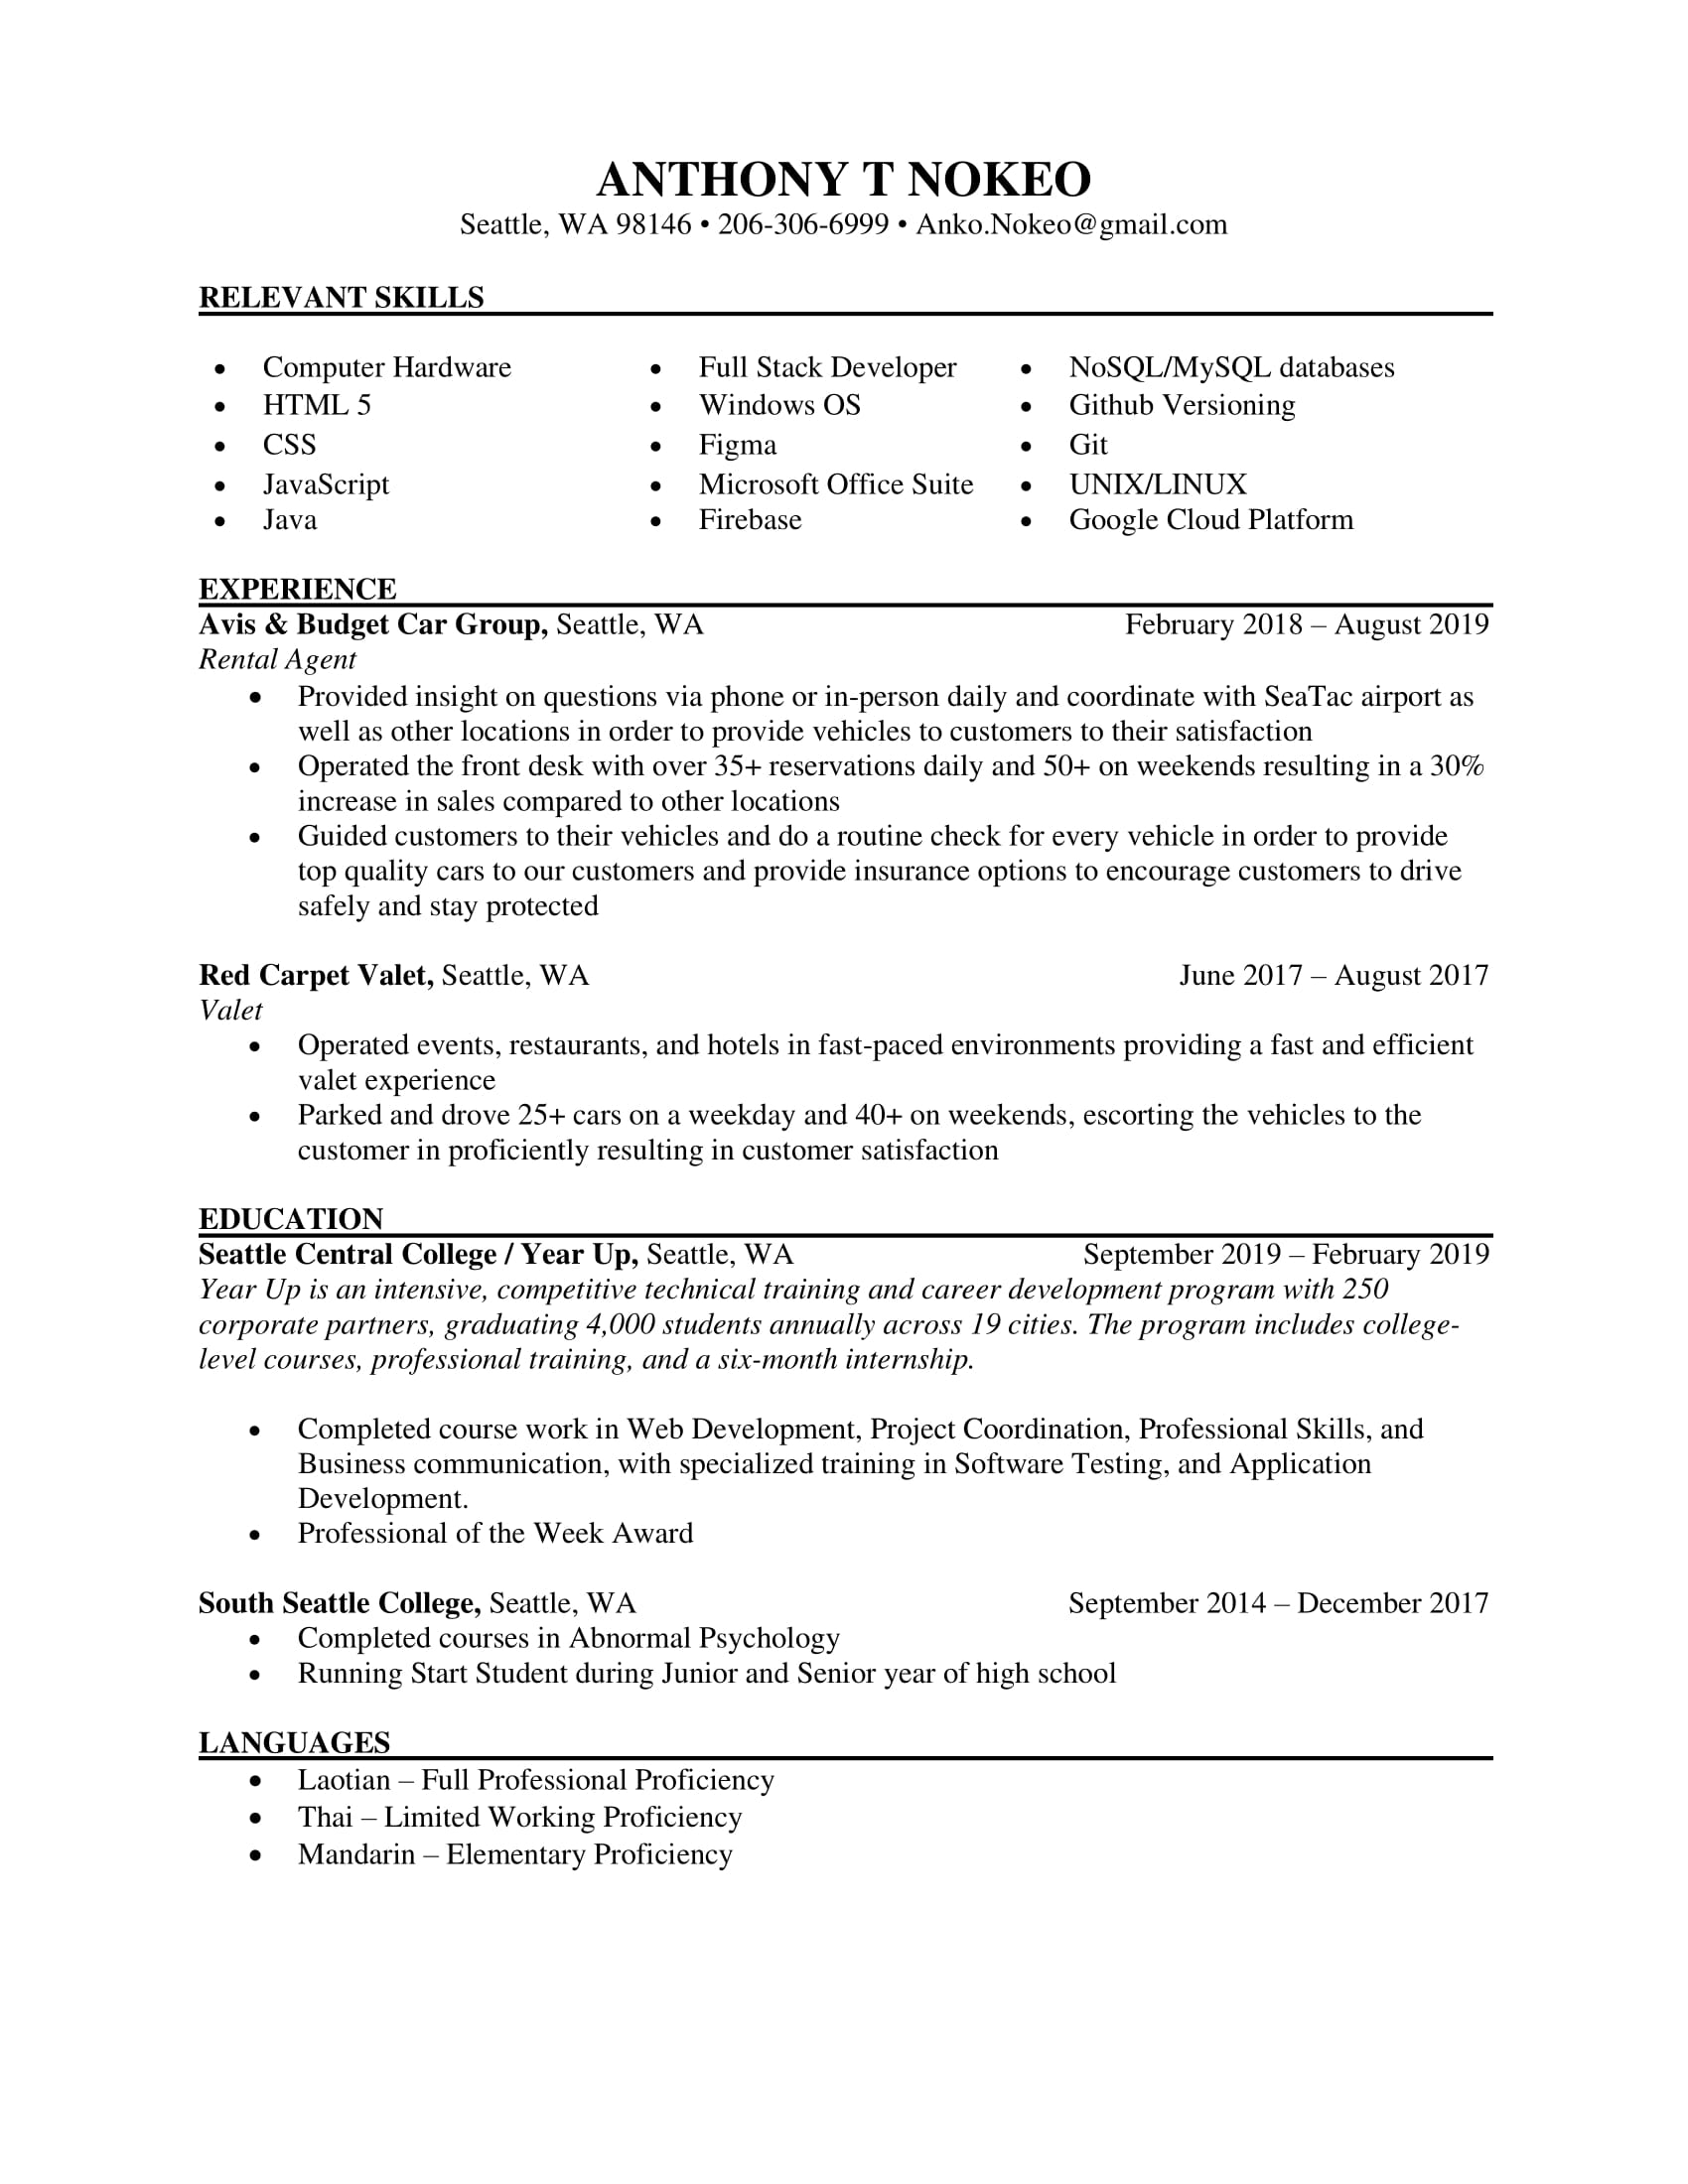 ANTHONY T NOKEO
Seattle, WA 98146 • 206-306-6999 • Anko.Nokeo@gmail.com
RELEVANT SKILLS
• Computer Hardware • Full Stack Developer • NoSQL/MySQL databases
• HTML 5 • Windows OS • Github Versioning
• CSS • Figma • Git
• JavaScript • Microsoft Office Suite • UNIX/LINUX
• Java • Firebase • Google Cloud Platform
EXPERIENCE
Avis & Budget Car Group, Seattle, WA February 2018 – August 2019
Rental Agent
• Provided insight on questions via phone or in-person daily and coordinate with SeaTac airport as
well as other locations in order to provide vehicles to customers to their satisfaction
• Operated the front desk with over 35+ reservations daily and 50+ on weekends resulting in a 30%
increase in sales compared to other locations
• Guided customers to their vehicles and do a routine check for every vehicle in order to provide
top quality cars to our customers and provide insurance options to encourage customers to drive
safely and stay protected
Red Carpet Valet, Seattle, WA June 2017 – August 2017
Valet
• Operated events, restaurants, and hotels in fast-paced environments providing a fast and efficient
valet experience
• Parked and drove 25+ cars on a weekday and 40+ on weekends, escorting the vehicles to the
customer in proficiently resulting in customer satisfaction
EDUCATION
Seattle Central College / Year Up, Seattle, WA September 2019 – February 2019
Year Up is an intensive, competitive technical training and career development program with 250
corporate partners, graduating 4,000 students annually across 19 cities. The program includes college-
level courses, professional training, and a six-month internship.
• Completed course work in Web Development, Project Coordination, Professional Skills, and
Business communication, with specialized training in Software Testing, and Application
Development.
• Professional of the Week Award
South Seattle College, Seattle, WA September 2014 – December 2017
• Completed courses in Abnormal Psychology
• Running Start Student during Junior and Senior year of high school
LANGUAGES
• Laotian – Full Professional Proficiency
• Thai – Limited Working Proficiency
• Mandarin – Elementary Proficiency